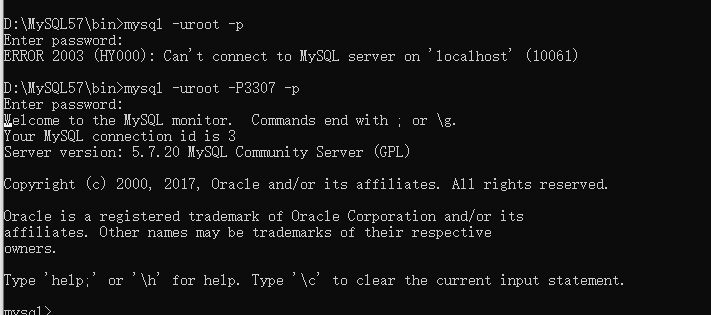 D:\MySQL57\bin>mysql -uroot -p
Enter password:
ERROR 2003 (HY000): Can't connect to MySQL server on 'localhost' (10061)
D:\MySQL57\bin>mysql -uroot -P3307 -p
Enter password:
Welcome to the MySQL monitor.  Commands end with ; or \g.
Your MySQL connection id is 3
Server version: 5.7.20 MySQL Community Server (GPL)
Copyright (c) 2000, 2017, Oracle and/or its affiliates. All rights reserved.
Oracle is a registered trademark of Oracle Corporation and/or its
affiliates. Other names may be trademarks of their respective
owners.
Type 'help;' or '\h' for help. Type '\c' to clear the current input statement.
mysql>